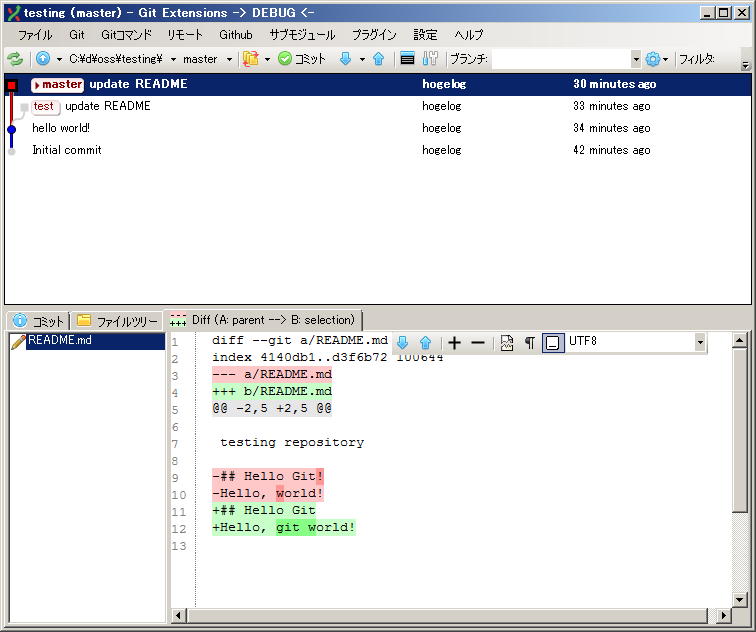 testing (master) - Git Extensions -> DEBUG <-
ファイル Git Gitコマンド リモート Github サブモジュール プラグイン 設定 ヘルプ
C:¥d¥oss¥testing¥ master コミット ブランチ: フィルタ:
master update README hogelog 30 minutes ago
test update README hogelog 33 minutes ago
hello world! hogelog 34 minutes ago
Initial commit hogelog 42 minutes ago
コミット ファイルツリー Diff (A: parent --> B: selection)
README.md
UTF8
1 diff --git a/README.md
2 index 4140db1..d3f6b72 100644
3 --- a/README.md
4 +++ b/README.md
5 @@ -2,5 +2,5 @@
6
7 testing repository
8
9 -## Hello Git!
10 -Hello, world!
11 +## Hello Git
12 +Hello, git world!
13